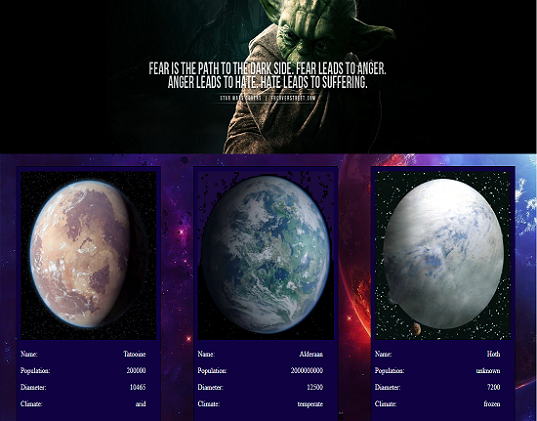 FEAR IS THE PATH TO THE DARK SIDE. FEAR LEADS TO ANGER.
ANGER LEADS TO HATE. HATE LEADS TO SUFFERING.
STAR WARS | FBCOVERSTREET.COM
Name: Tatooine
Population: 200000
Diameter: 10465
Climate: arid
Name: Alderaan
Population: 2000000000
Diameter: 12500
Climate: temperate
Name: Hoth
Population: unknown
Diameter: 7200
Climate: frozen